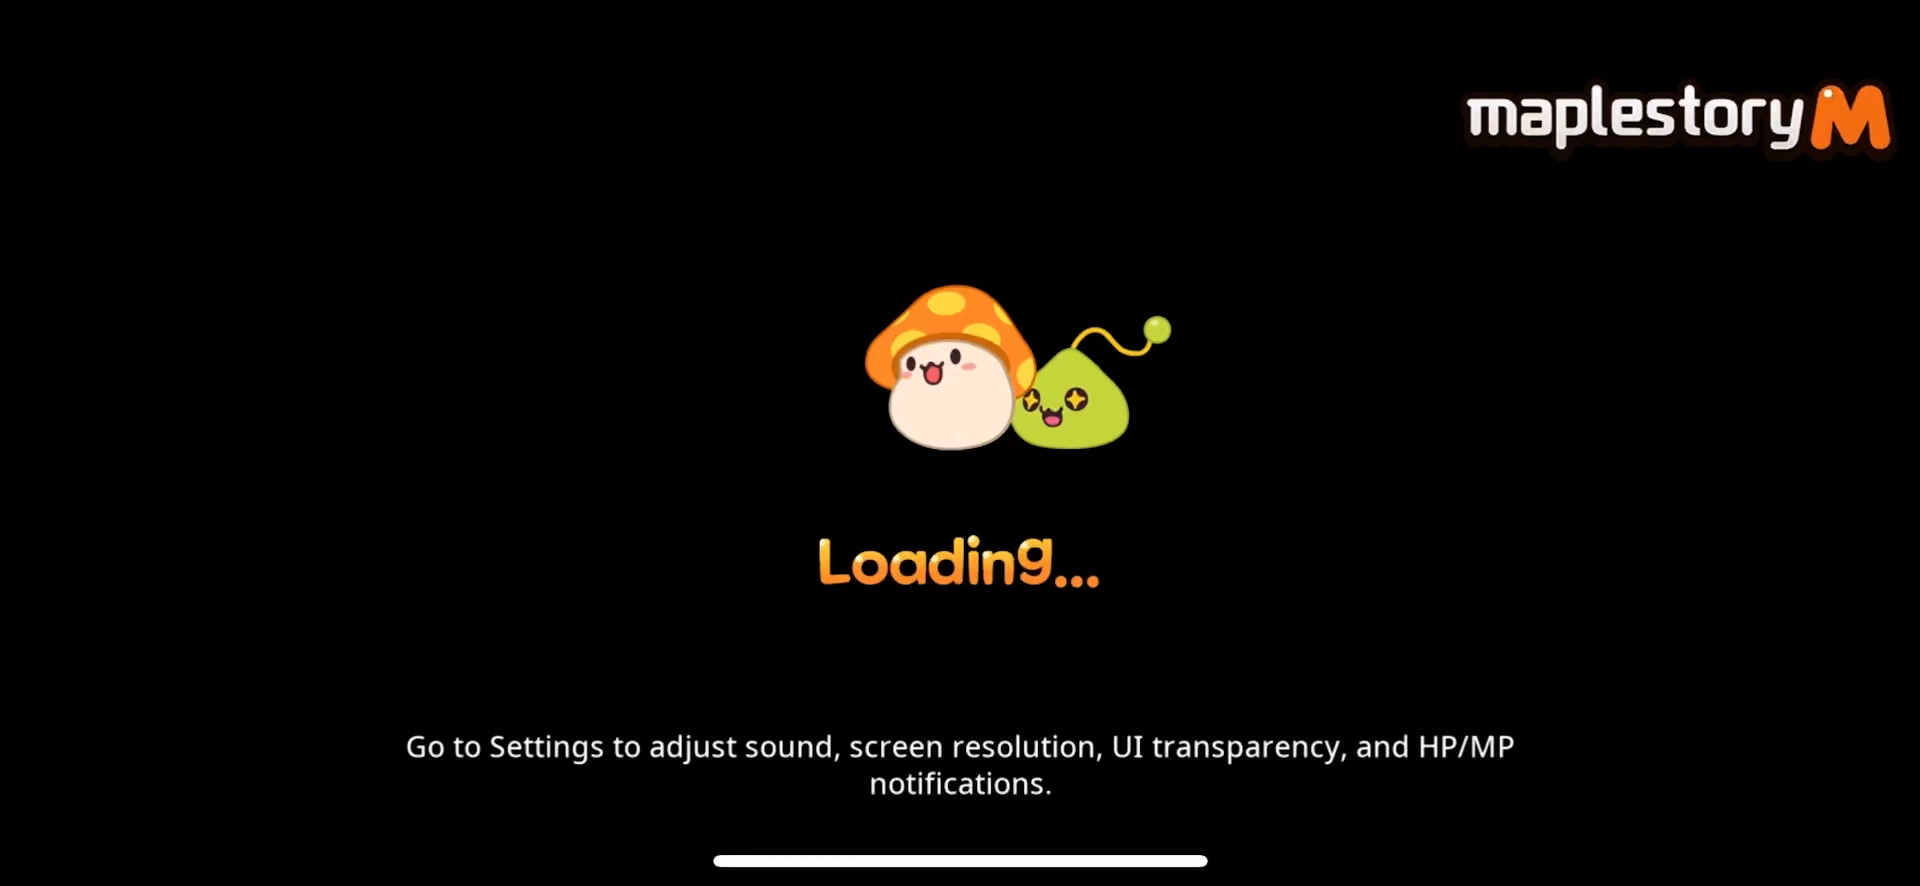 maplestory M
Loading...
Go to Settings to adjust sound, screen resolution, UI transparency, and HP/MP
notifications.